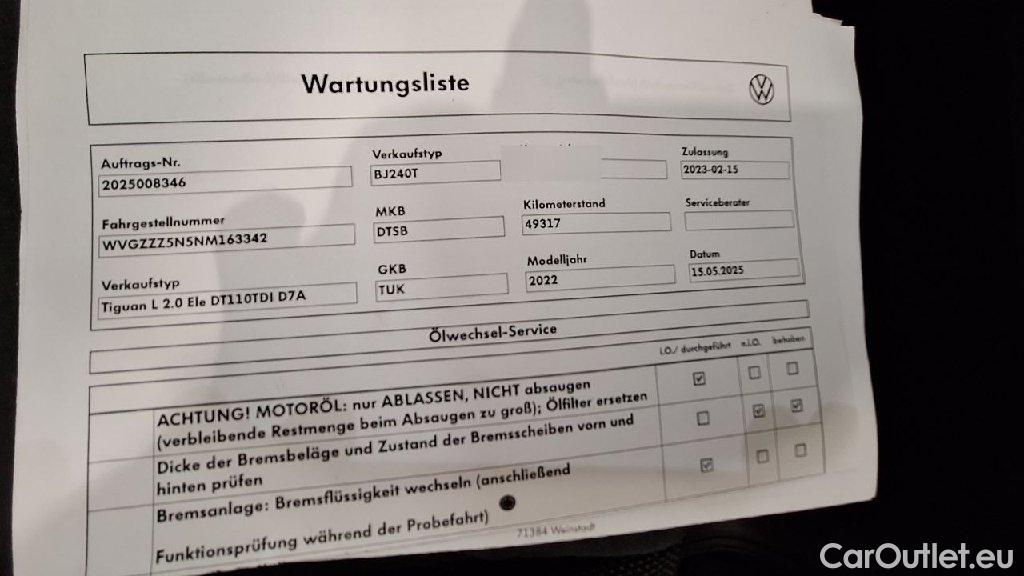 Wartungsliste
Auftrags-Nr.
2025008346
Verkaufstyp
BJ240T
Zulassung
2023-02-15
Fahrgestellnummer
WVGZZZ5N5NM163342
MKB
DTSB
Kilometerstand
49317
Serviceberater
Verkaufstyp
Tiguan L 2.0 Ele DT110TDI D7A
GKB
TUK
Modelljahr
2022
Datum
15.05.2025
Ölwechsel-Service
i.O./ durchgeführt n.i.O. behoben
ACHTUNG! MOTORÖL: nur ABLASSEN, NICHT absaugen
(verbleibende Restmenge beim Absaugen zu groß); Ölfilter ersetzen
Dicke der Bremsbeläge und Zustand der Bremsscheiben vorn und
hinten prüfen
Bremsanlage: Bremsflüssigkeit wechseln (anschließend
Funktionsprüfung während der Probefahrt)
71384 Weinstadt
CarOutlet.eu